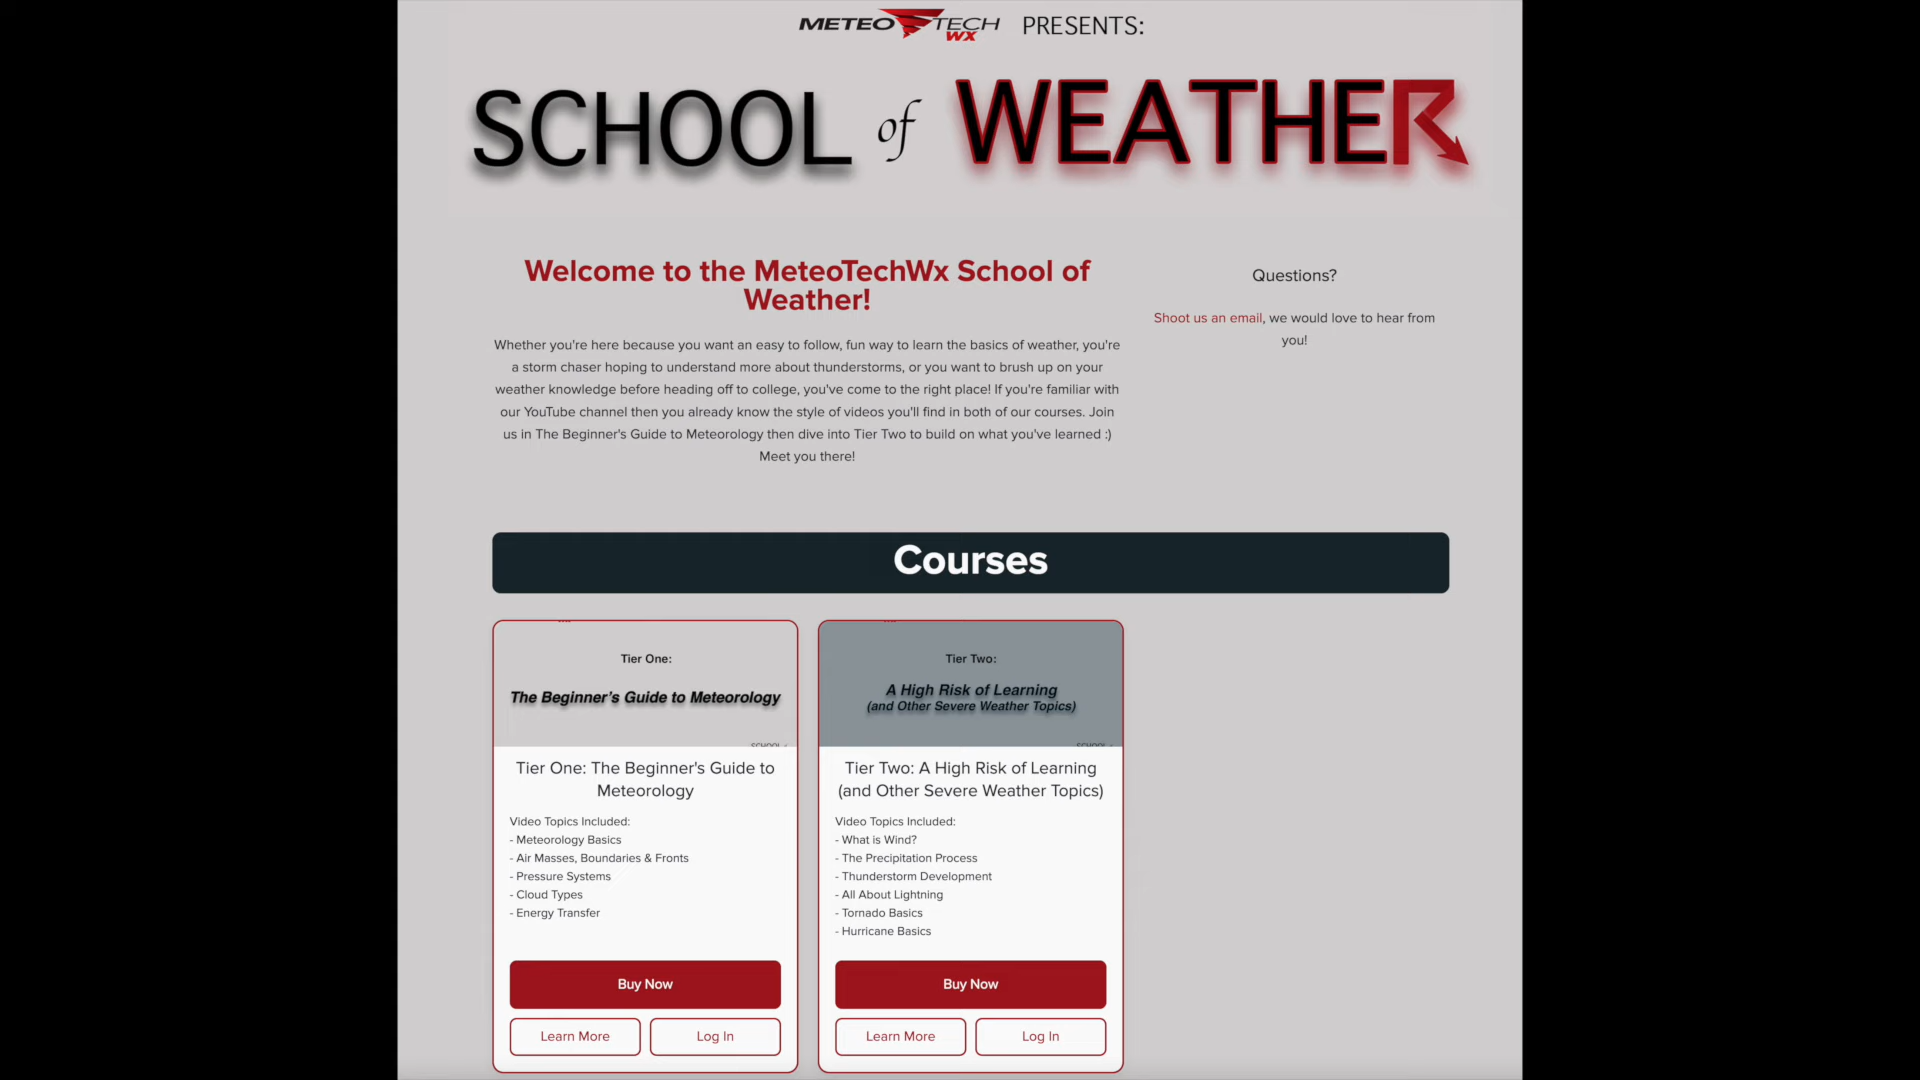 METEO TECH WX PRESENTS:
SCHOOL of WEATHER
Welcome to the MeteoTechWx School of
Weather!
Whether you're here because you want an easy to follow, fun way to learn the basics of weather, you're
a storm chaser hoping to understand more about thunderstorms, or you want to brush up on your
weather knowledge before heading off to college, you've come to the right place! If you're familiar with
our YouTube channel then you already know the style of videos you'll find in both of our courses. Join
us in The Beginner's Guide to Meteorology then dive into Tier Two to build on what you've learned :)
Meet you there!
Questions?
Shoot us an email, we would love to hear from
you!
Courses
Tier One:
The Beginner's Guide to Meteorology
SCHOOL
Tier One: The Beginner's Guide to
Meteorology
Video Topics Included:
- Meteorology Basics
- Air Masses, Boundaries & Fronts
- Pressure Systems
- Cloud Types
- Energy Transfer
Buy Now
Learn More
Log In
Tier Two:
A High Risk of Learning
(and Other Severe Weather Topics)
SCHOOL
Tier Two: A High Risk of Learning
(and Other Severe Weather Topics)
Video Topics Included:
- What is Wind?
- The Precipitation Process
- Thunderstorm Development
- All About Lightning
- Tornado Basics
- Hurricane Basics
Buy Now
Learn More
Log In